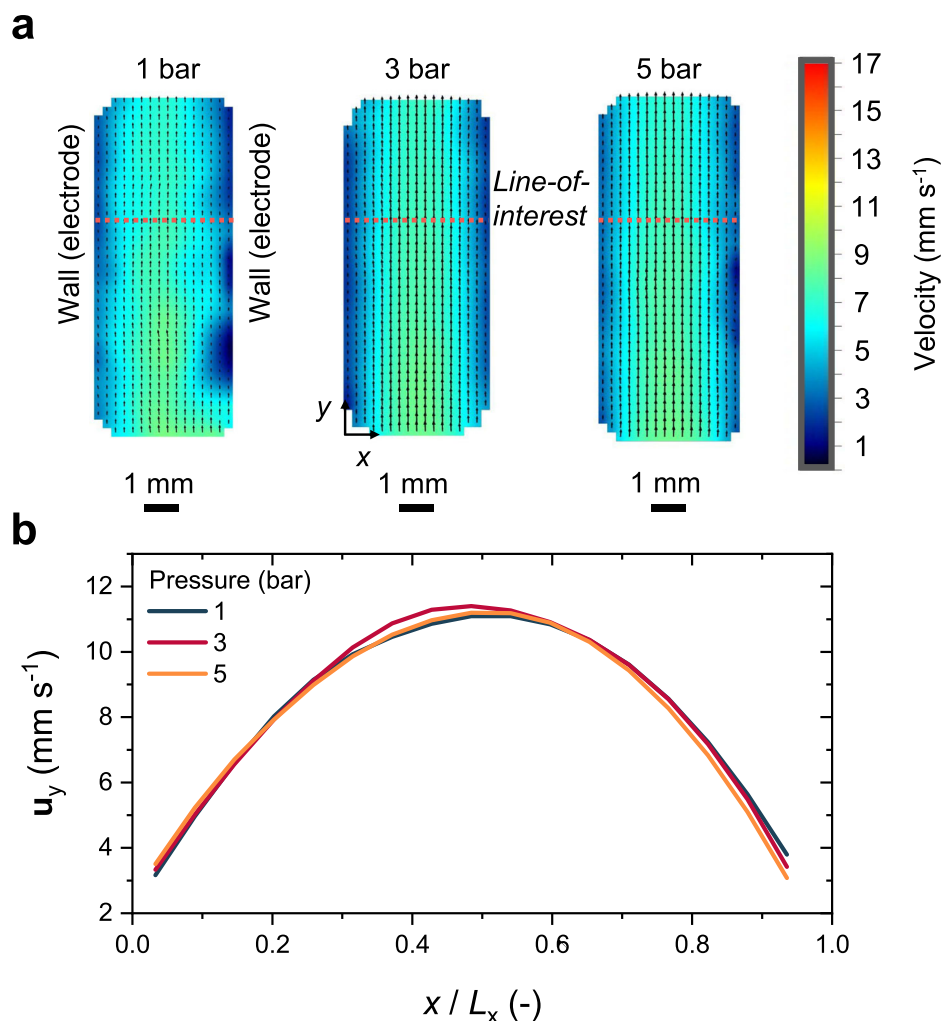 a
1 bar
3 bar
5 bar
Wall (electrode)
Wall (electrode)
Line-of-
interest
y
x
1 mm
1 mm
1 mm
17
15
13
11
9
7
5
3
1
Velocity (mm s⁻¹)
b
Pressure (bar)
1
3
5
12
10
8
6
4
2
u_y (mm s⁻¹)
0.0
0.2
0.4
0.6
0.8
1.0
x / L_x (-)